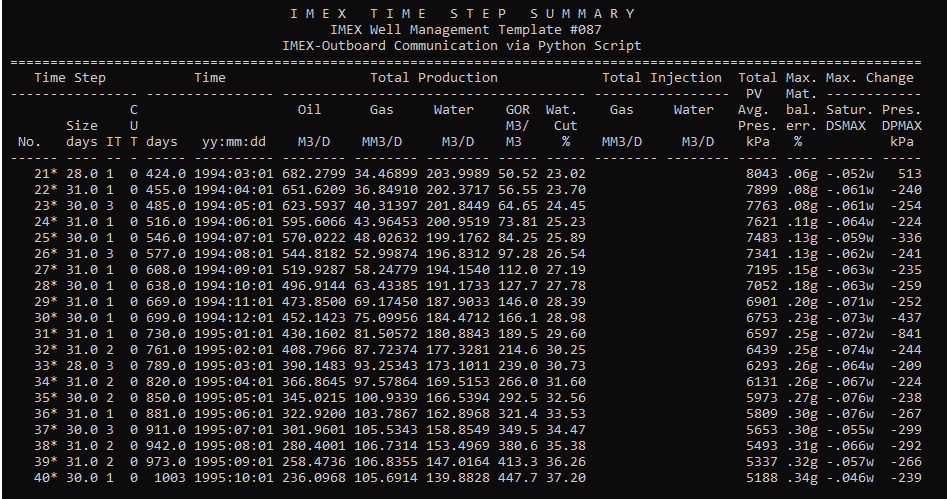 I M E X   T I M E   S T E P   S U M M A R Y
IMEX Well Management Template #087
IMEX-Outboard Communication via Python Script
Time Step Time Total Production Total Injection Total Max. Max. Change
PV Mat.
C Oil Gas Water GOR Wat. Gas Water Avg. bal. Satur. Pres.
Size U M3/ Cut Pres. err. DSMAX DPMAX
No. days IT T days yy:mm:dd M3/D MM3/D M3/D M3 % MM3/D M3/D kPa % kPa
21* 28.0 1 0 424.0 1994:03:01 682.2799 34.46899 203.9989 50.52 23.02 8043 .06g -.052w 513
22* 31.0 1 0 455.0 1994:04:01 651.6209 36.84910 202.3717 56.55 23.70 7899 .08g -.061w -240
23* 30.0 3 0 485.0 1994:05:01 623.5937 40.31397 201.8449 64.65 24.45 7763 .08g -.061w -254
24* 31.0 1 0 516.0 1994:06:01 595.6066 43.96453 200.9519 73.81 25.23 7621 .11g -.064w -224
25* 30.0 1 0 546.0 1994:07:01 570.0222 48.02632 199.1762 84.25 25.89 7483 .13g -.059w -336
26* 31.0 3 0 577.0 1994:08:01 544.8182 52.99874 196.8312 97.28 26.54 7341 .13g -.062w -241
27* 31.0 1 0 608.0 1994:09:01 519.9287 58.24779 194.1540 112.0 27.19 7195 .15g -.063w -235
28* 30.0 1 0 638.0 1994:10:01 496.9144 63.43385 191.1733 127.7 27.78 7052 .18g -.063w -259
29* 31.0 1 0 669.0 1994:11:01 473.8500 69.17450 187.9033 146.0 28.39 6901 .20g -.071w -252
30* 30.0 1 0 699.0 1994:12:01 452.1423 75.09956 184.4712 166.1 28.98 6753 .23g -.073w -437
31* 31.0 1 0 730.0 1995:01:01 430.1602 81.50572 180.8843 189.5 29.60 6597 .25g -.072w -841
32* 31.0 2 0 761.0 1995:02:01 408.7966 87.72374 177.3281 214.6 30.25 6439 .25g -.074w -244
33* 28.0 3 0 789.0 1995:03:01 390.1483 93.25343 173.1011 239.0 30.73 6293 .26g -.064w -209
34* 31.0 2 0 820.0 1995:04:01 366.8645 97.57864 169.5153 266.0 31.60 6131 .26g -.067w -224
35* 30.0 2 0 850.0 1995:05:01 345.0215 100.9339 166.5394 292.5 32.56 5973 .27g -.076w -238
36* 31.0 1 0 881.0 1995:06:01 322.9200 103.7867 162.8968 321.4 33.53 5809 .30g -.076w -267
37* 30.0 3 0 911.0 1995:07:01 301.9601 105.5343 158.8549 349.5 34.47 5653 .30g -.055w -299
38* 31.0 2 0 942.0 1995:08:01 280.4001 106.7314 153.4969 380.6 35.38 5493 .31g -.066w -292
39* 31.0 2 0 973.0 1995:09:01 258.4736 106.8355 147.0164 413.3 36.26 5337 .32g -.057w -266
40* 30.0 1 0 1003 1995:10:01 236.0968 105.6914 139.8828 447.7 37.20 5188 .34g -.046w -239